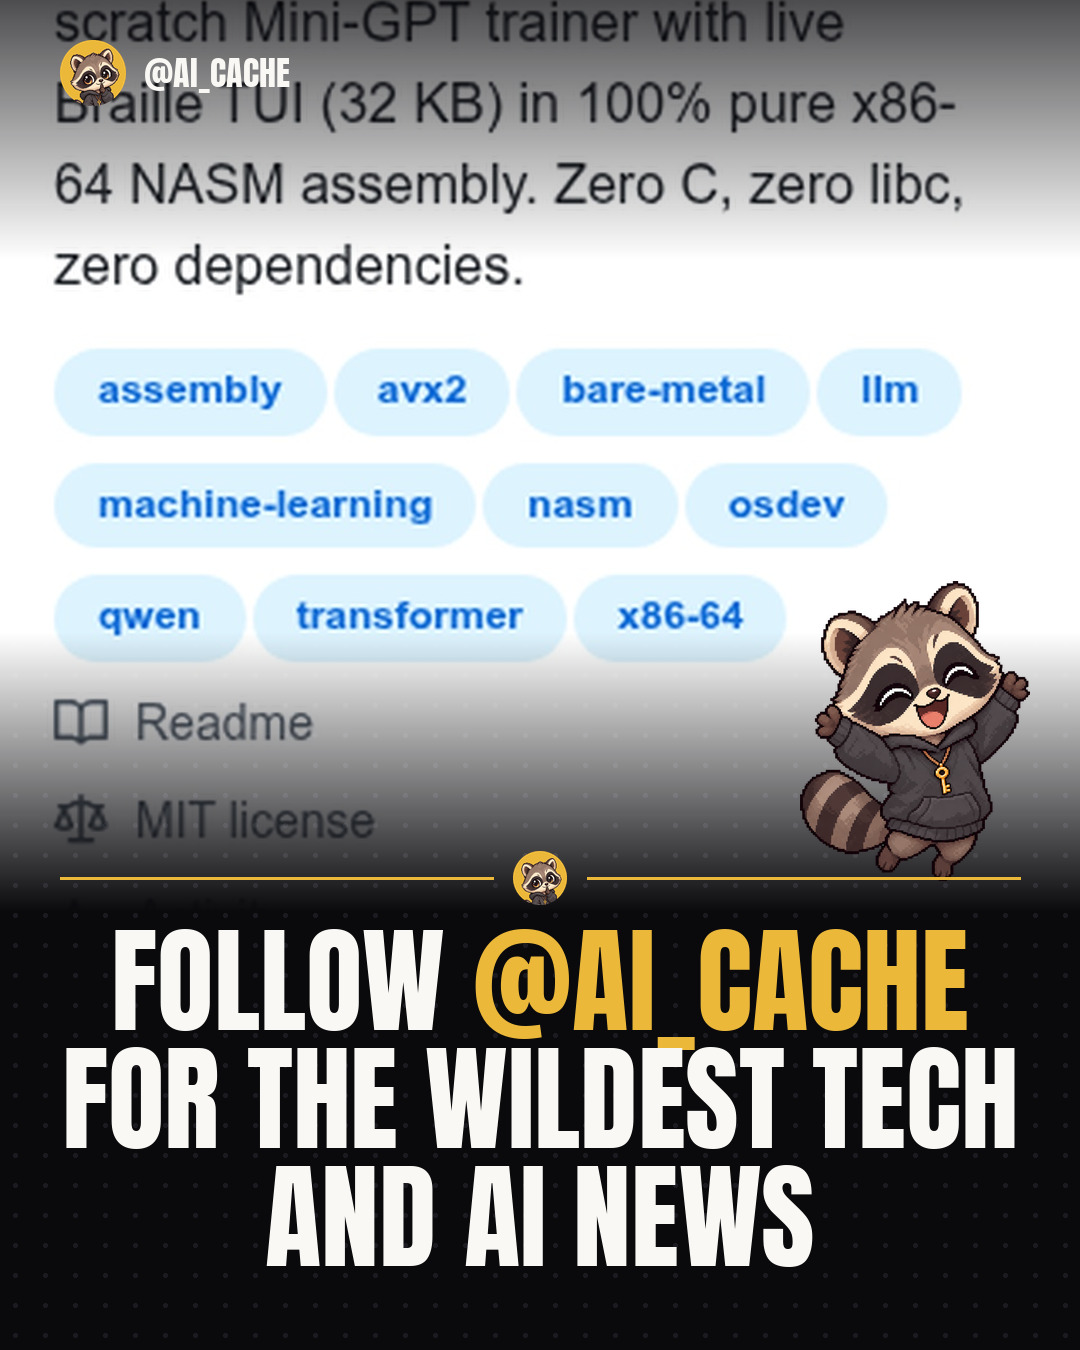 scratch Mini-GPT trainer with live
@AI_CACHE
Braille TUI (32 KB) in 100% pure x86-
64 NASM assembly. Zero C, zero libc,
zero dependencies.
assembly avx2 bare-metal llm
machine-learning nasm osdev
qwen transformer x86-64
Readme
MIT license
FOLLOW @AI_CACHE
FOR THE WILDEST TECH
AND AI NEWS